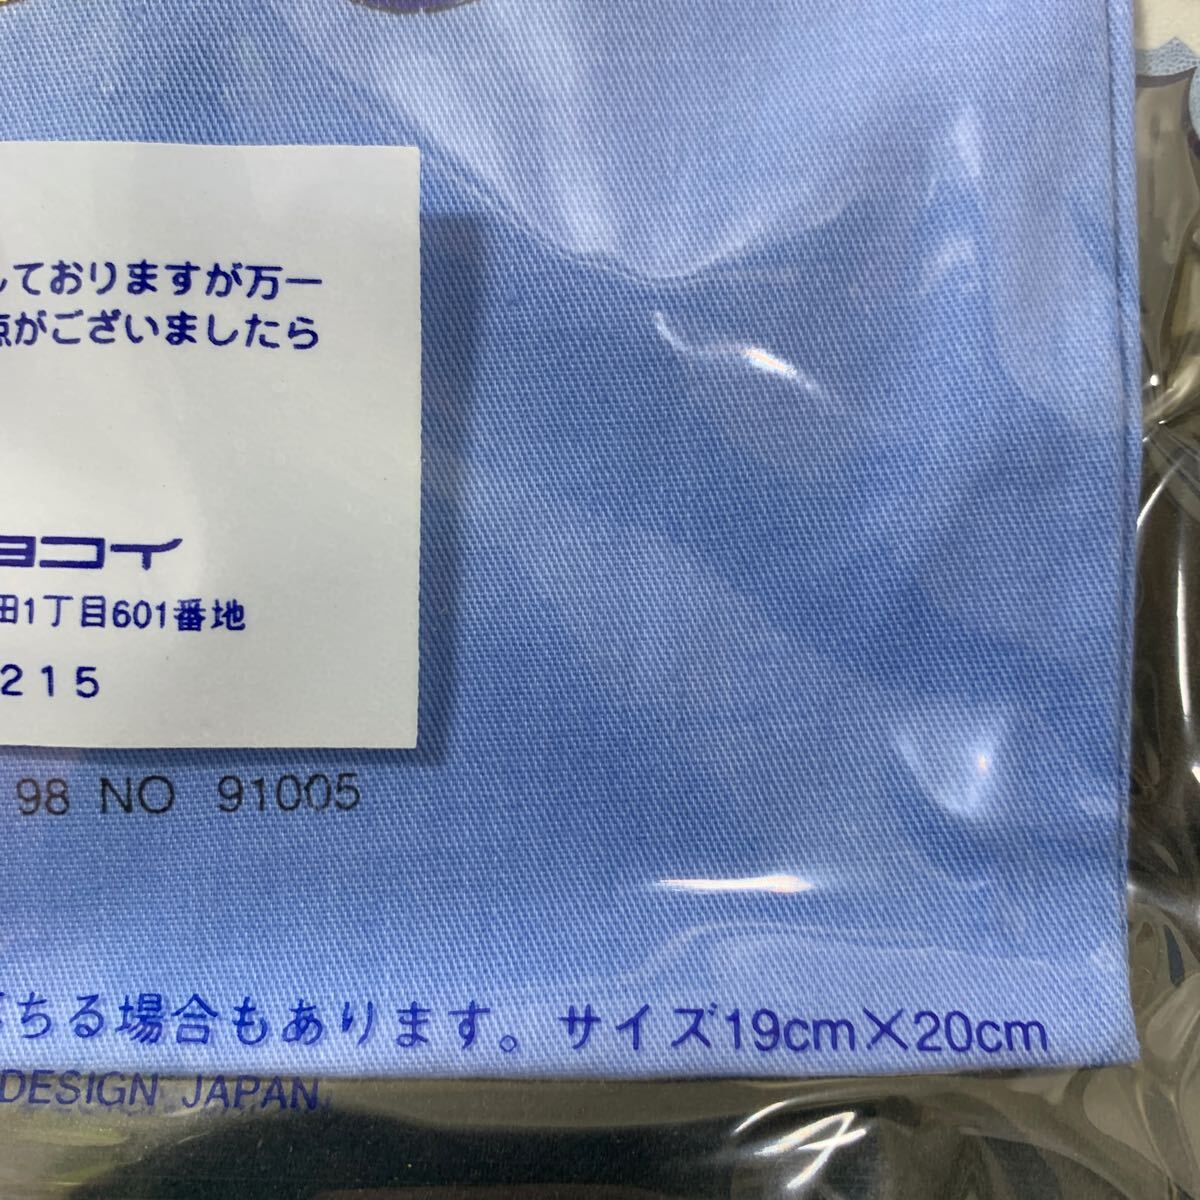 しておりますが万一
点がございましたら
ヨコイ
田1丁目601番地
215
98 NO 91005
ちる場合もあります。サイズ19cm×20cm
DESIGN JAPAN